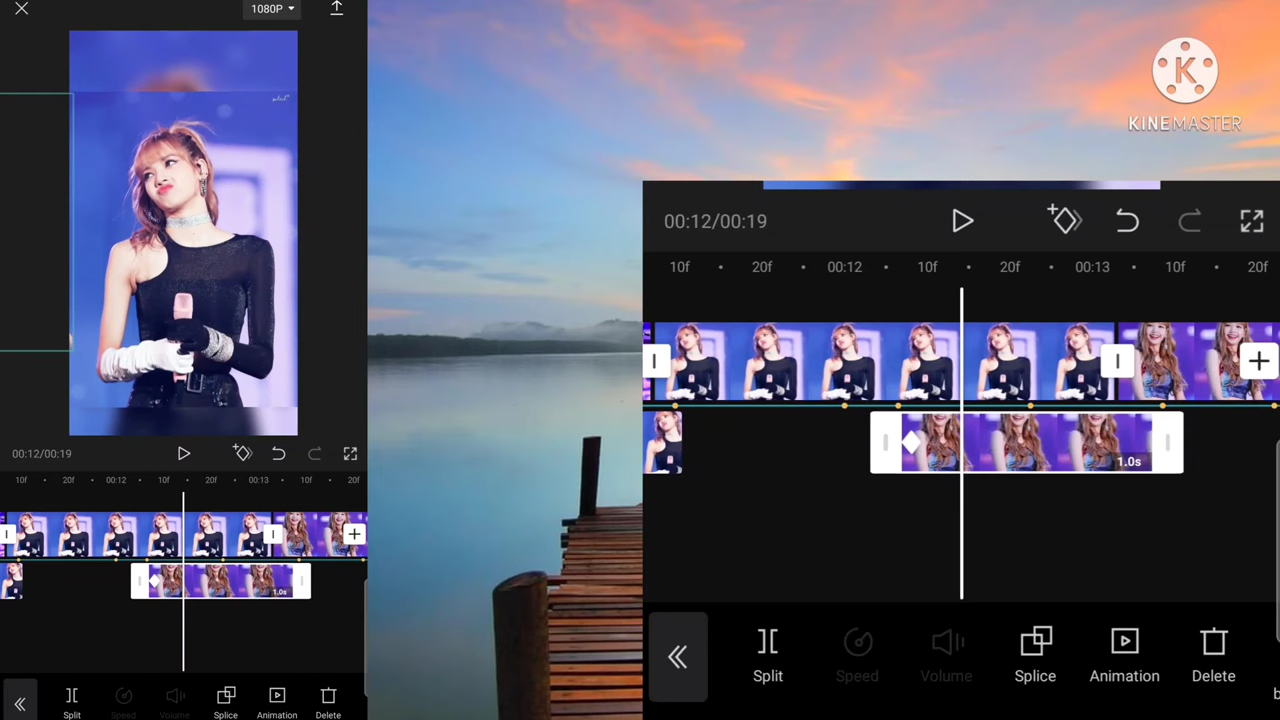 1080P
00:12/00:19
10f 20f 00:12 10f 20f 00:13 10f 20f
1.0s
Split Speed Volume Splice Animation Delete
KINEMASTER
00:12/00:19
10f 20f 00:12 10f 20f 00:13 10f 20f
1.0s
Split Speed Volume Splice Animation Delete